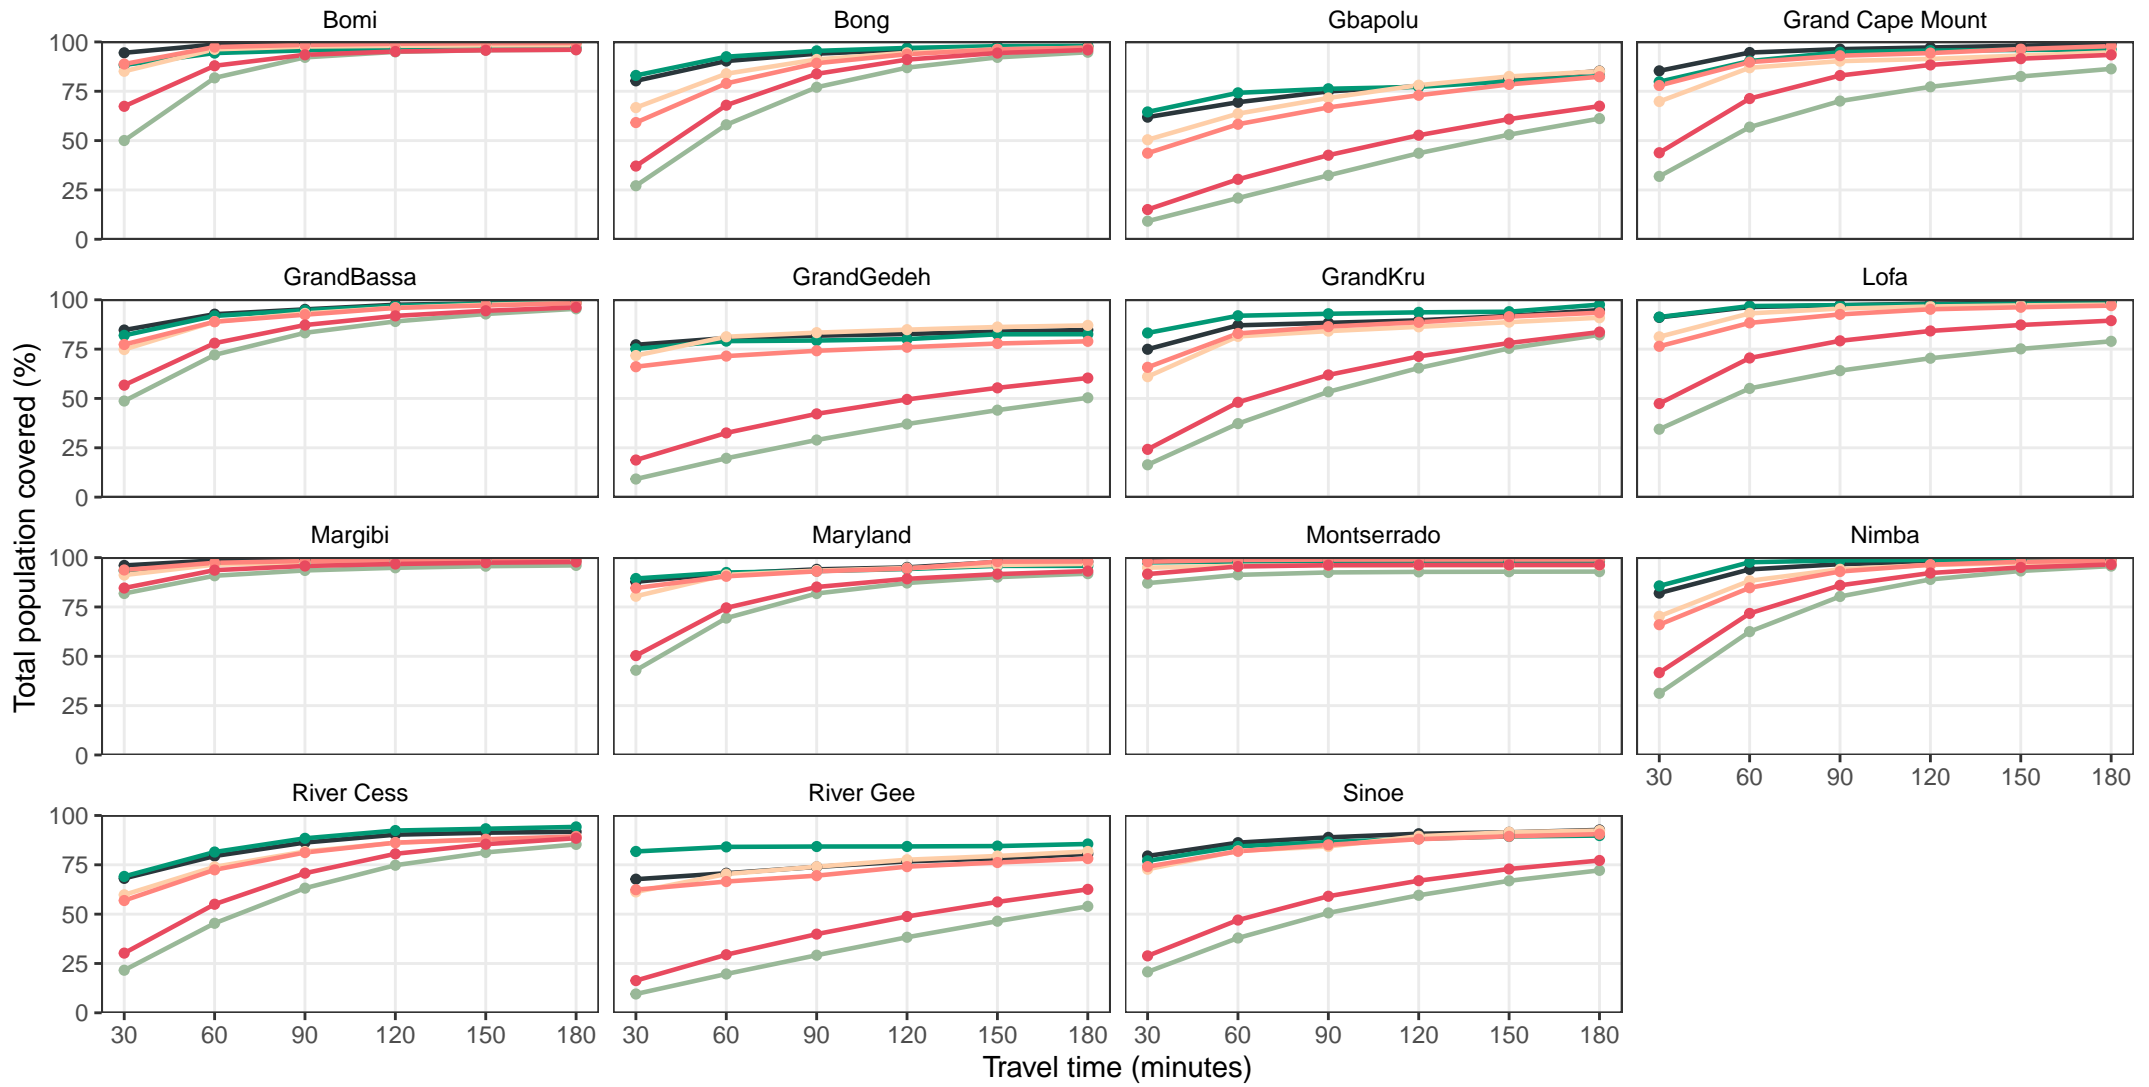 Bomi Bong Gbapolu Grand Cape Mount
100
75
50
25
0
GrandBassa GrandGedeh GrandKru Lofa
100
75
50
25
0
Total population covered (%)
Margibi Maryland Montserrado Nimba
100
75
50
25
0
30 60 90 120 150 180
River Cess River Gee Sinoe
100
75
50
25
0
30 60 90 120 150 180 30 60 90 120 150 180 30 60 90 120 150 180
Travel time (minutes)